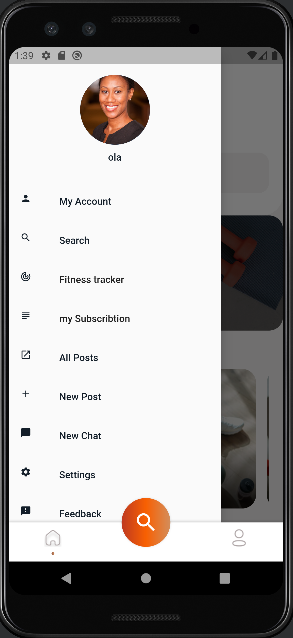 1:39
ola
My Account
Search
Fitness tracker
my Subscribtion
All Posts
New Post
New Chat
Settings
Feedback